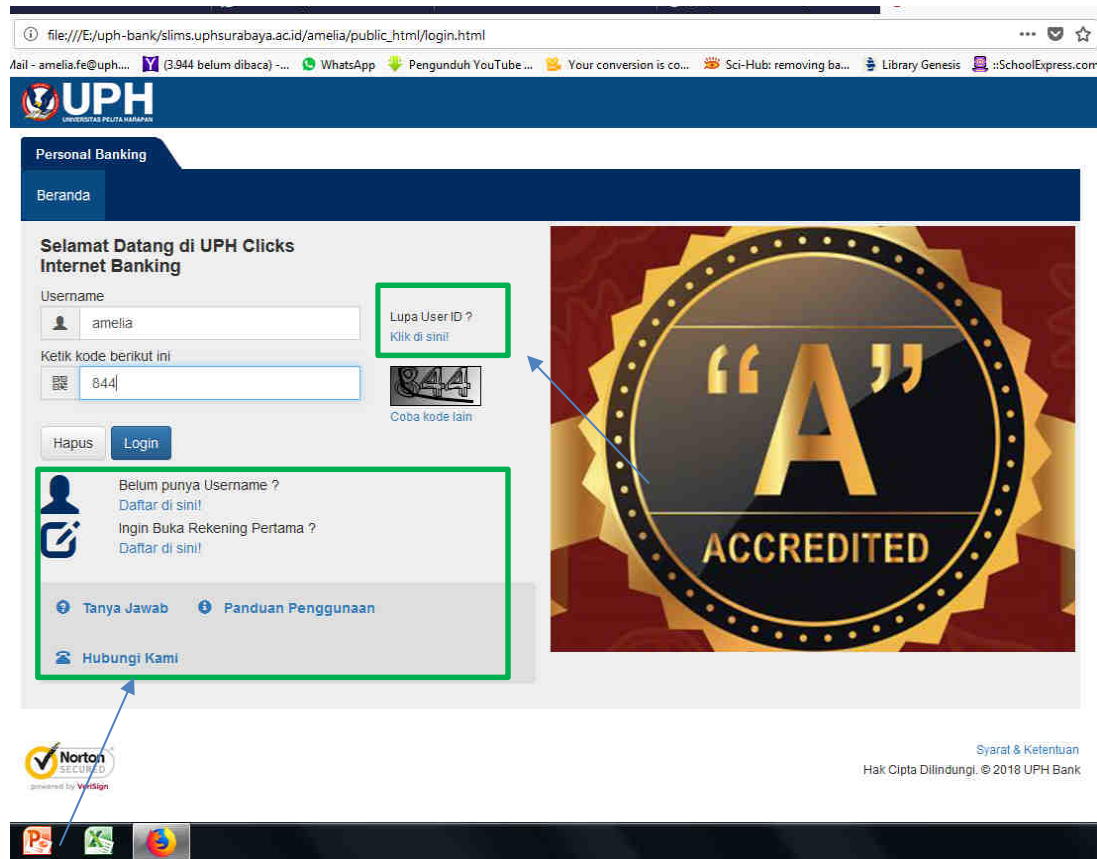 file:///E:/uph-bank/slims.uphsurabaya.ac.id/amelia/public_html/login.html
Mail - amelia.fe@uph.... (3.944 belum dibaca) -... WhatsApp Pengunduh YouTube ... Your conversion is co... Sci-Hub: removing ba... Library Genesis ::SchoolExpress.com
UPH
UNIVERSITAS PELITA HARAPAN
Personal Banking
Beranda
Selamat Datang di UPH Clicks
Internet Banking
Username
amelia
Lupa User ID ?
Klik di sini!
Ketik kode berikut ini
844
844
Coba kode lain
Hapus Login
Belum punya Username ?
Daftar di sini!
Ingin Buka Rekening Pertama ?
Daftar di sini!
Tanya Jawab Panduan Penggunaan
Hubungi Kami
“A”
ACCREDITED
Norton
SECURED
powered by VeriSign
Syarat & Ketentuan
Hak Cipta Dilindungi. © 2018 UPH Bank